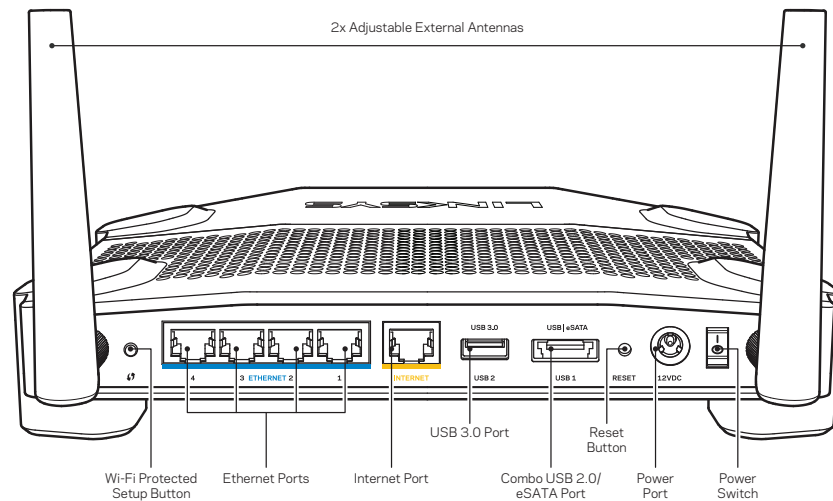 2x Adjustable External Antennas
LINKSYS
USB 3.0
USB | eSATA
4
3
ETHERNET
2
1
INTERNET
USB 2
USB 1
RESET
12VDC
USB 3.0 Port
Reset
Button
Wi-Fi Protected
Setup Button
Ethernet Ports
Internet Port
Combo USB 2.0/
eSATA Port
Power
Port
Power
Switch